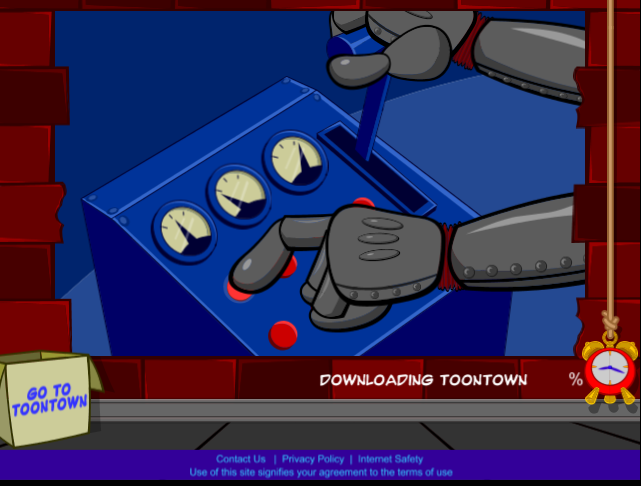 DOWNLOADING TOONTOWN %
GO TO
TOONTOWN
Contact Us | Privacy Policy | Internet Safety
Use of this site signifies your agreement to the terms of use